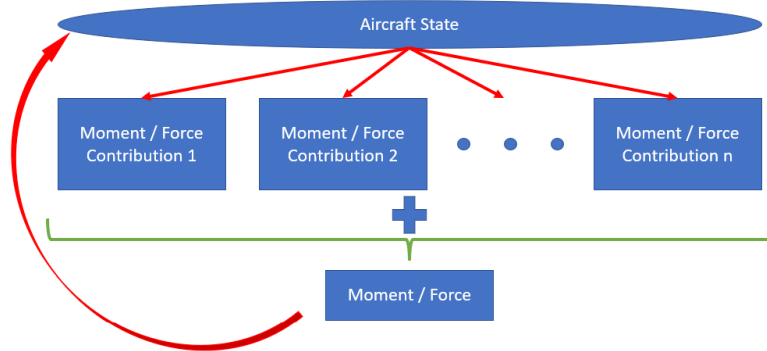 Aircraft State
Moment / Force
Contribution 1
Moment / Force
Contribution 2
Moment / Force
Contribution n
Moment / Force